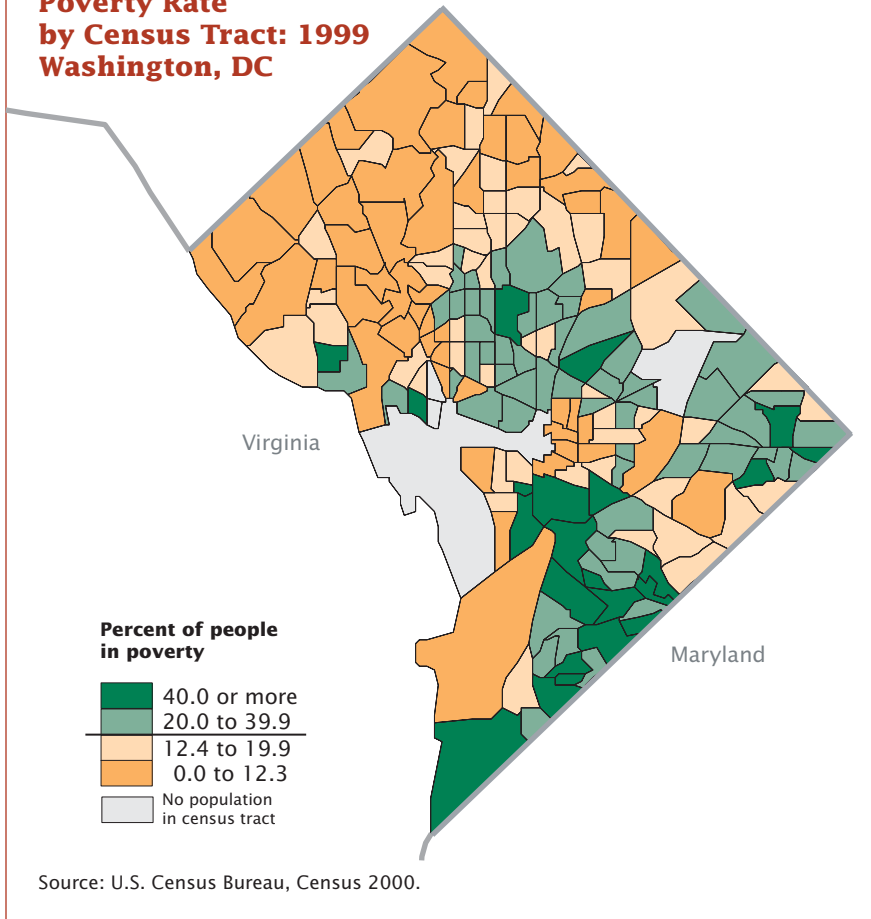 Poverty Rate
by Census Tract: 1999
Washington, DC
Virginia
Maryland
Percent of people
in poverty
40.0 or more
20.0 to 39.9
12.4 to 19.9
0.0 to 12.3
No population
in census tract
Source: U.S. Census Bureau, Census 2000.